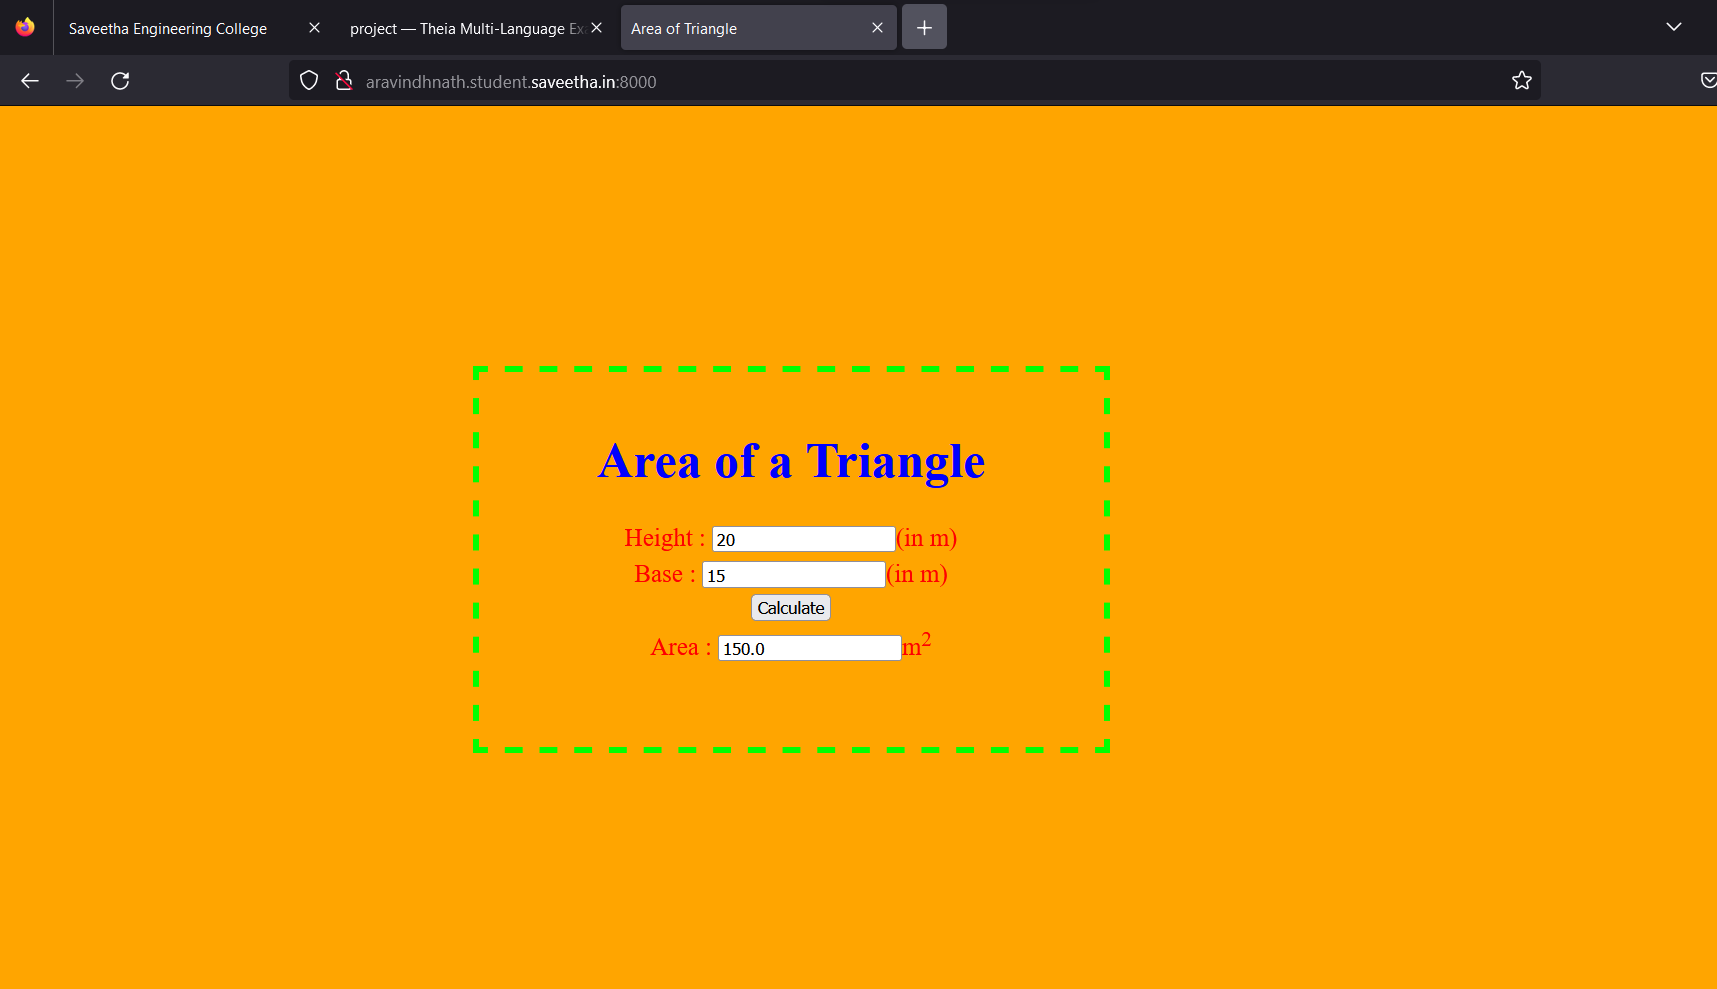 Saveetha Engineering College
project — Theia Multi-Language Ex
Area of Triangle
aravindhnath.student.saveetha.in:8000
Area of a Triangle
Height : 20 (in m)
Base : 15 (in m)
Calculate
Area : 150.0 m²